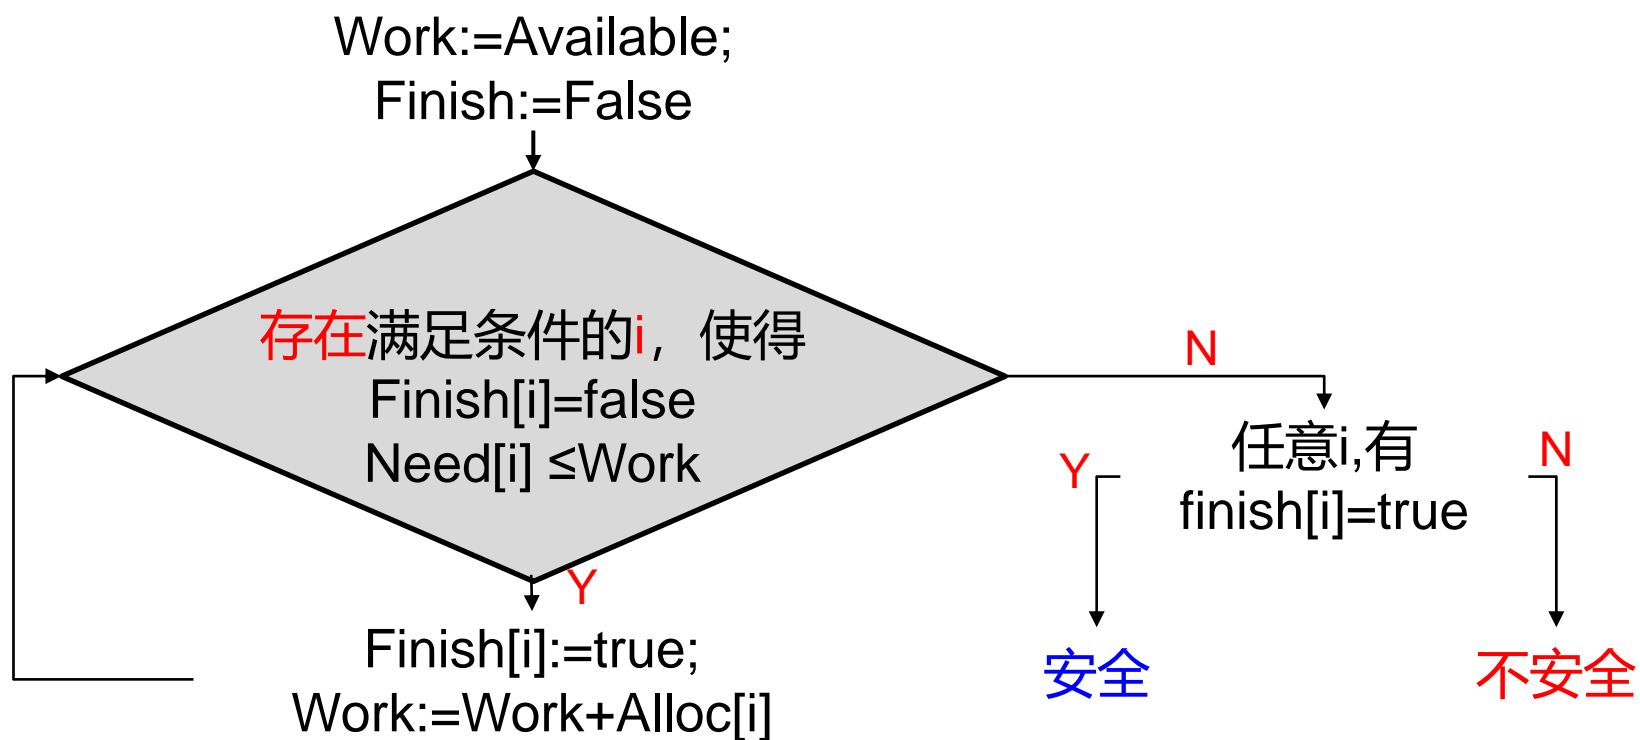 Work:=Available;
Finish:=False
存在满足条件的i，使得
Finish[i]=false
Need[i] ≤Work
Y
Finish[i]:=true;
Work:=Work+Alloc[i]
N
任意i,有
finish[i]=true
Y
N
安全
不安全